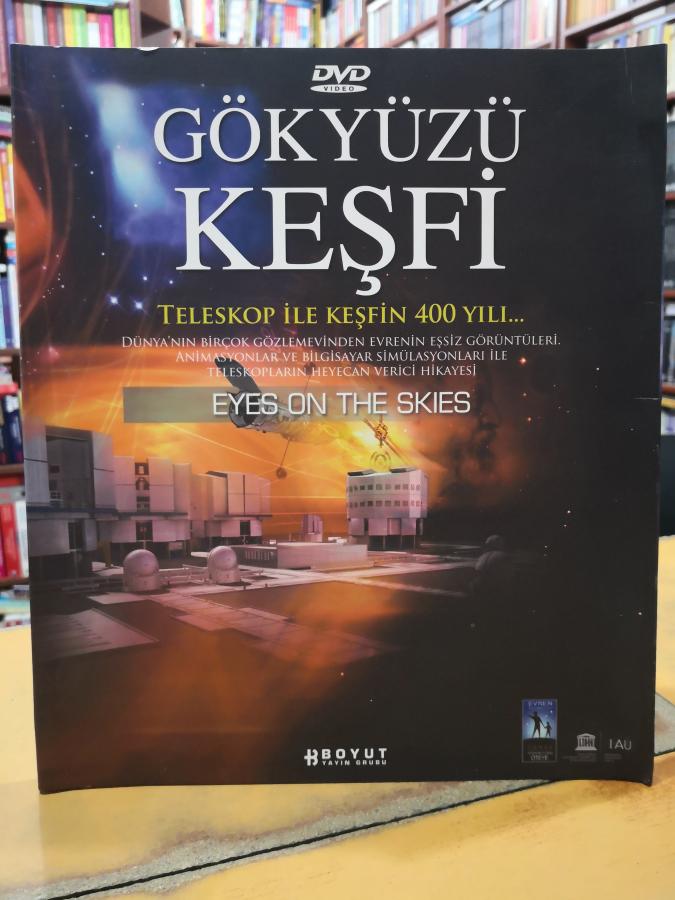 DVD
VIDEO
GÖKYÜZÜ
KEŞFİ
TELESKOP İLE KEŞFİN 400 YILI...
DÜNYA'NIN BİRÇOK GÖZLEMEVİNDEN EVRENİN EŞSİZ GÖRÜNTÜLERİ.
ANİMASYONLAR VE BİLGİSAYAR SİMÜLASYONLARI İLE
TELESKOPLARIN HEYECAN VERİCİ HİKAYESİ
EYES ON THE SKIES
EVREN
BOYUT
YAYIN GRUBU
IAU